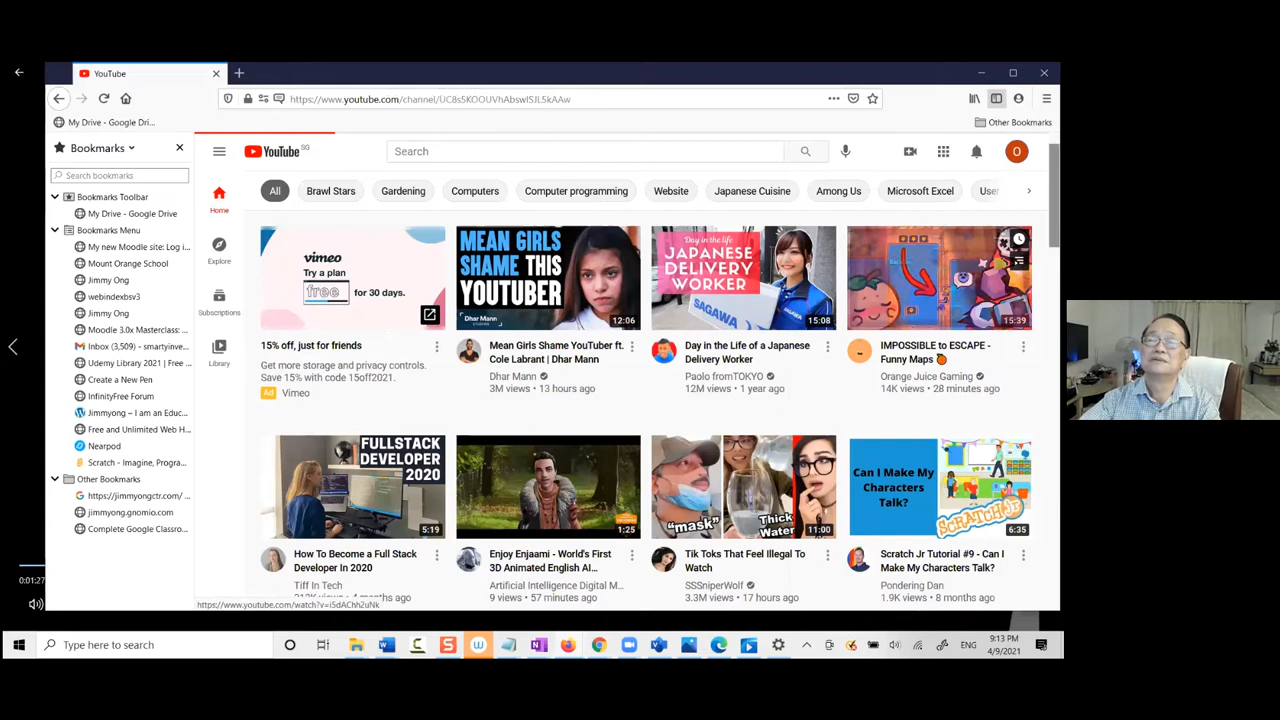 YouTube
https://www.youtube.com/channel/UC8s5KOOUVhAbswISJL5kAAw
My Drive - Google Dri...
Other Bookmarks
Bookmarks
Search bookmarks
Bookmarks Toolbar
My Drive - Google Drive
Bookmarks Menu
My new Moodle site: Log i...
Mount Orange School
Jimmy Ong
webindexbsv3
Jimmy Ong
Moodle 3.0x Masterclass: ...
Inbox (3,509) - smartyinve...
Udemy Library 2021 | Free ...
Create a New Pen
InfinityFree Forum
Jimmyong – I am an Educ...
Free and Unlimited Web H...
Nearpod
Scratch - Imagine, Progra...
Other Bookmarks
https://jimmyongctr.com/ ...
jimmyong.gnomio.com
Complete Google Classro...
YouTube SG
Search
O
Home
Explore
Subscriptions
Library
All
Brawl Stars
Gardening
Computers
Computer programming
Website
Japanese Cuisine
Among Us
Microsoft Excel
User
vimeo
Try a plan
free for 30 days.
15% off, just for friends
Get more storage and privacy controls.
Save 15% with code 15off2021.
Ad Vimeo
MEAN GIRLS
SHAME THIS
YOUTUBER
Dhar Mann
12:06
Mean Girls Shame YouTuber ft.
Cole Labrant | Dhar Mann
Dhar Mann
3M views • 13 hours ago
Day in the life
JAPANESE
DELIVERY
WORKER
SAGAWA
15:08
Day in the Life of a Japanese
Delivery Worker
Paolo fromTOKYO
12M views • 1 year ago
15:39
IMPOSSIBLE to ESCAPE -
Funny Maps 🍊
Orange Juice Gaming
14K views • 28 minutes ago
FULLSTACK
DEVELOPER
2020
5:19
How To Become a Full Stack
Developer In 2020
Tiff In Tech
months ago
1:25
Enjoy Enjaami - World's First
3D Animated English AI...
Artificial Intelligence Digital M...
9 views • 57 minutes ago
"mask"
Thick
Water
11:00
Tik Toks That Feel Illegal To
Watch
SSSniperWolf
3.3M views • 17 hours ago
Can I Make My
Characters
Talk?
SCRATCH Jr
6:35
Scratch Jr Tutorial #9 - Can I
Make My Characters Talk?
Pondering Dan
1.9K views • 8 months ago
https://www.youtube.com/watch?v=i5dAChh2uNk
0:01:27
Type here to search
ENG
9:13 PM
4/9/2021